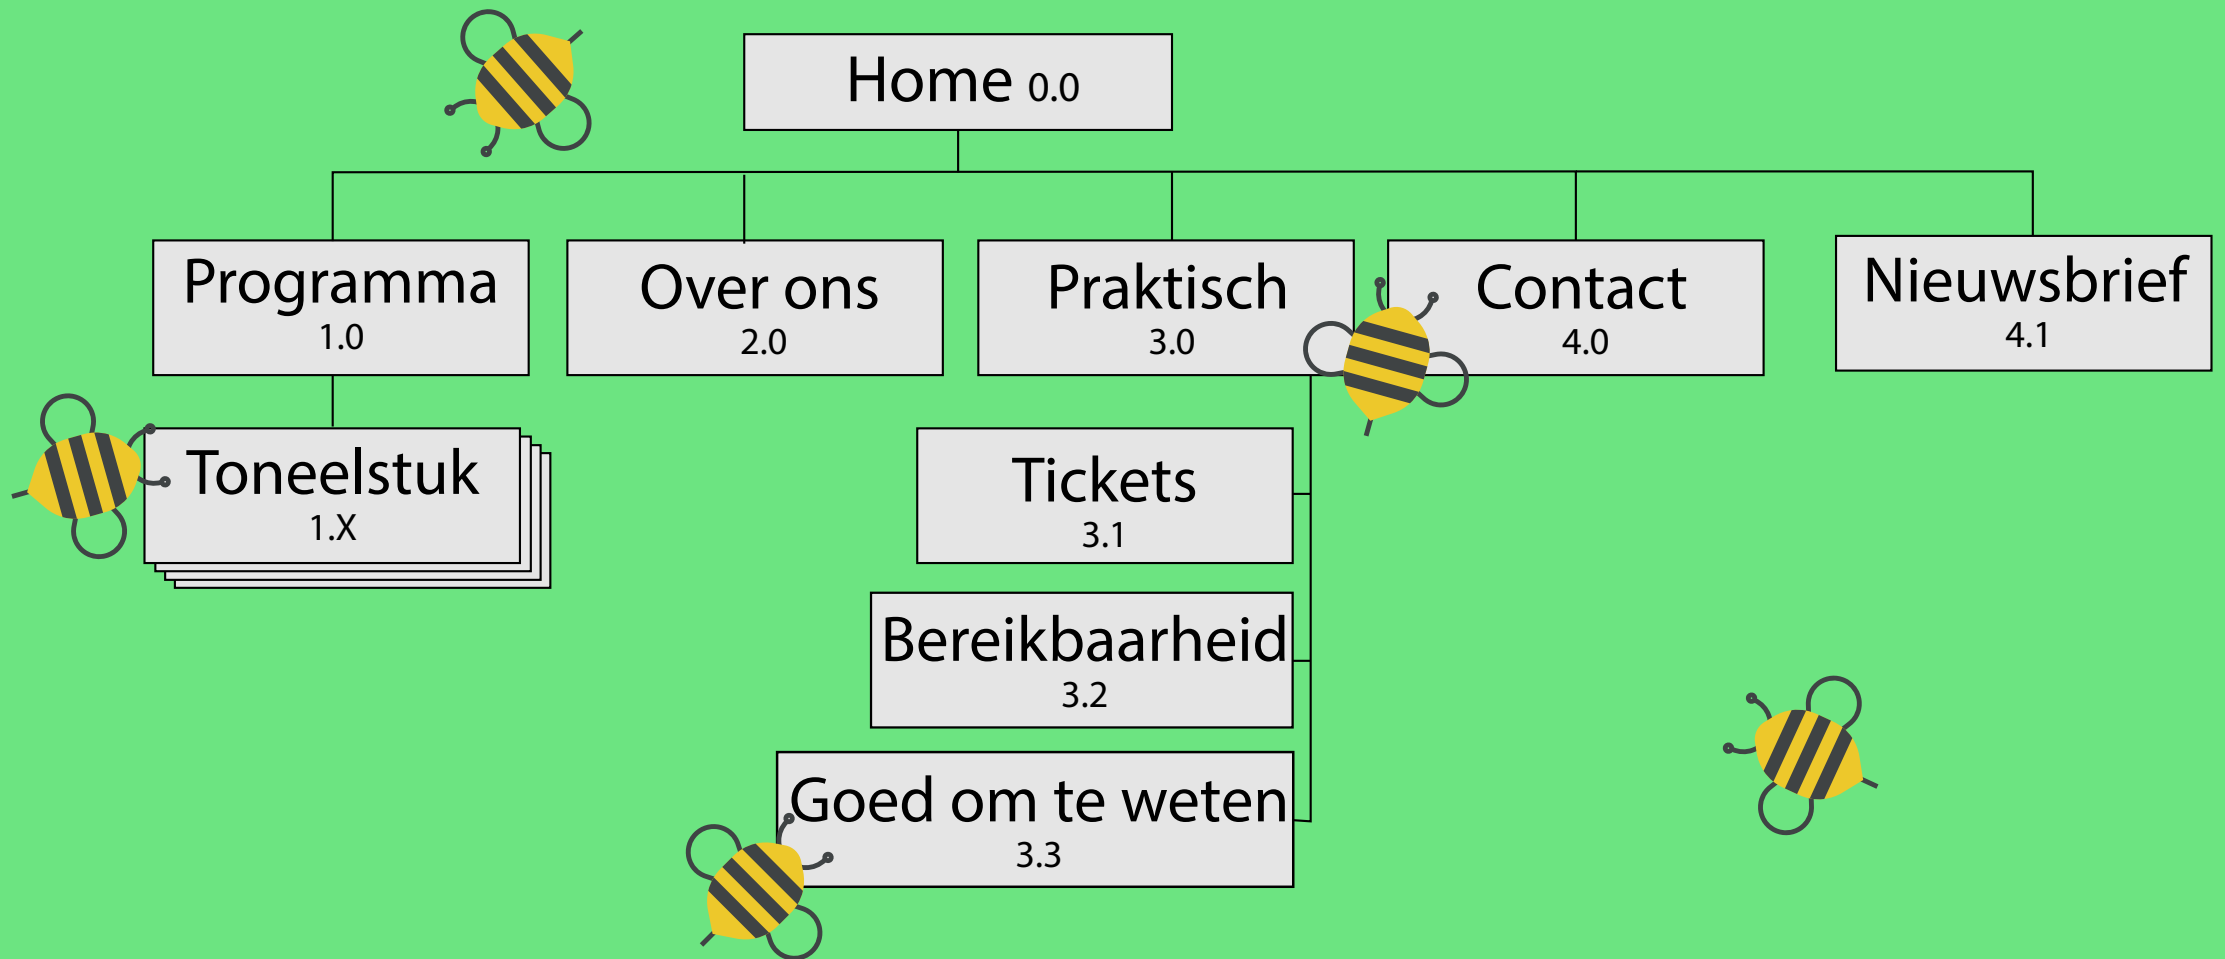 Home 0.0
Programma
1.0
Over ons
2.0
Praktisch
3.0
Contact
4.0
Nieuwsbrief
4.1
Toneelstuk
1.X
Tickets
3.1
Bereikbaarheid
3.2
Goed om te weten
3.3